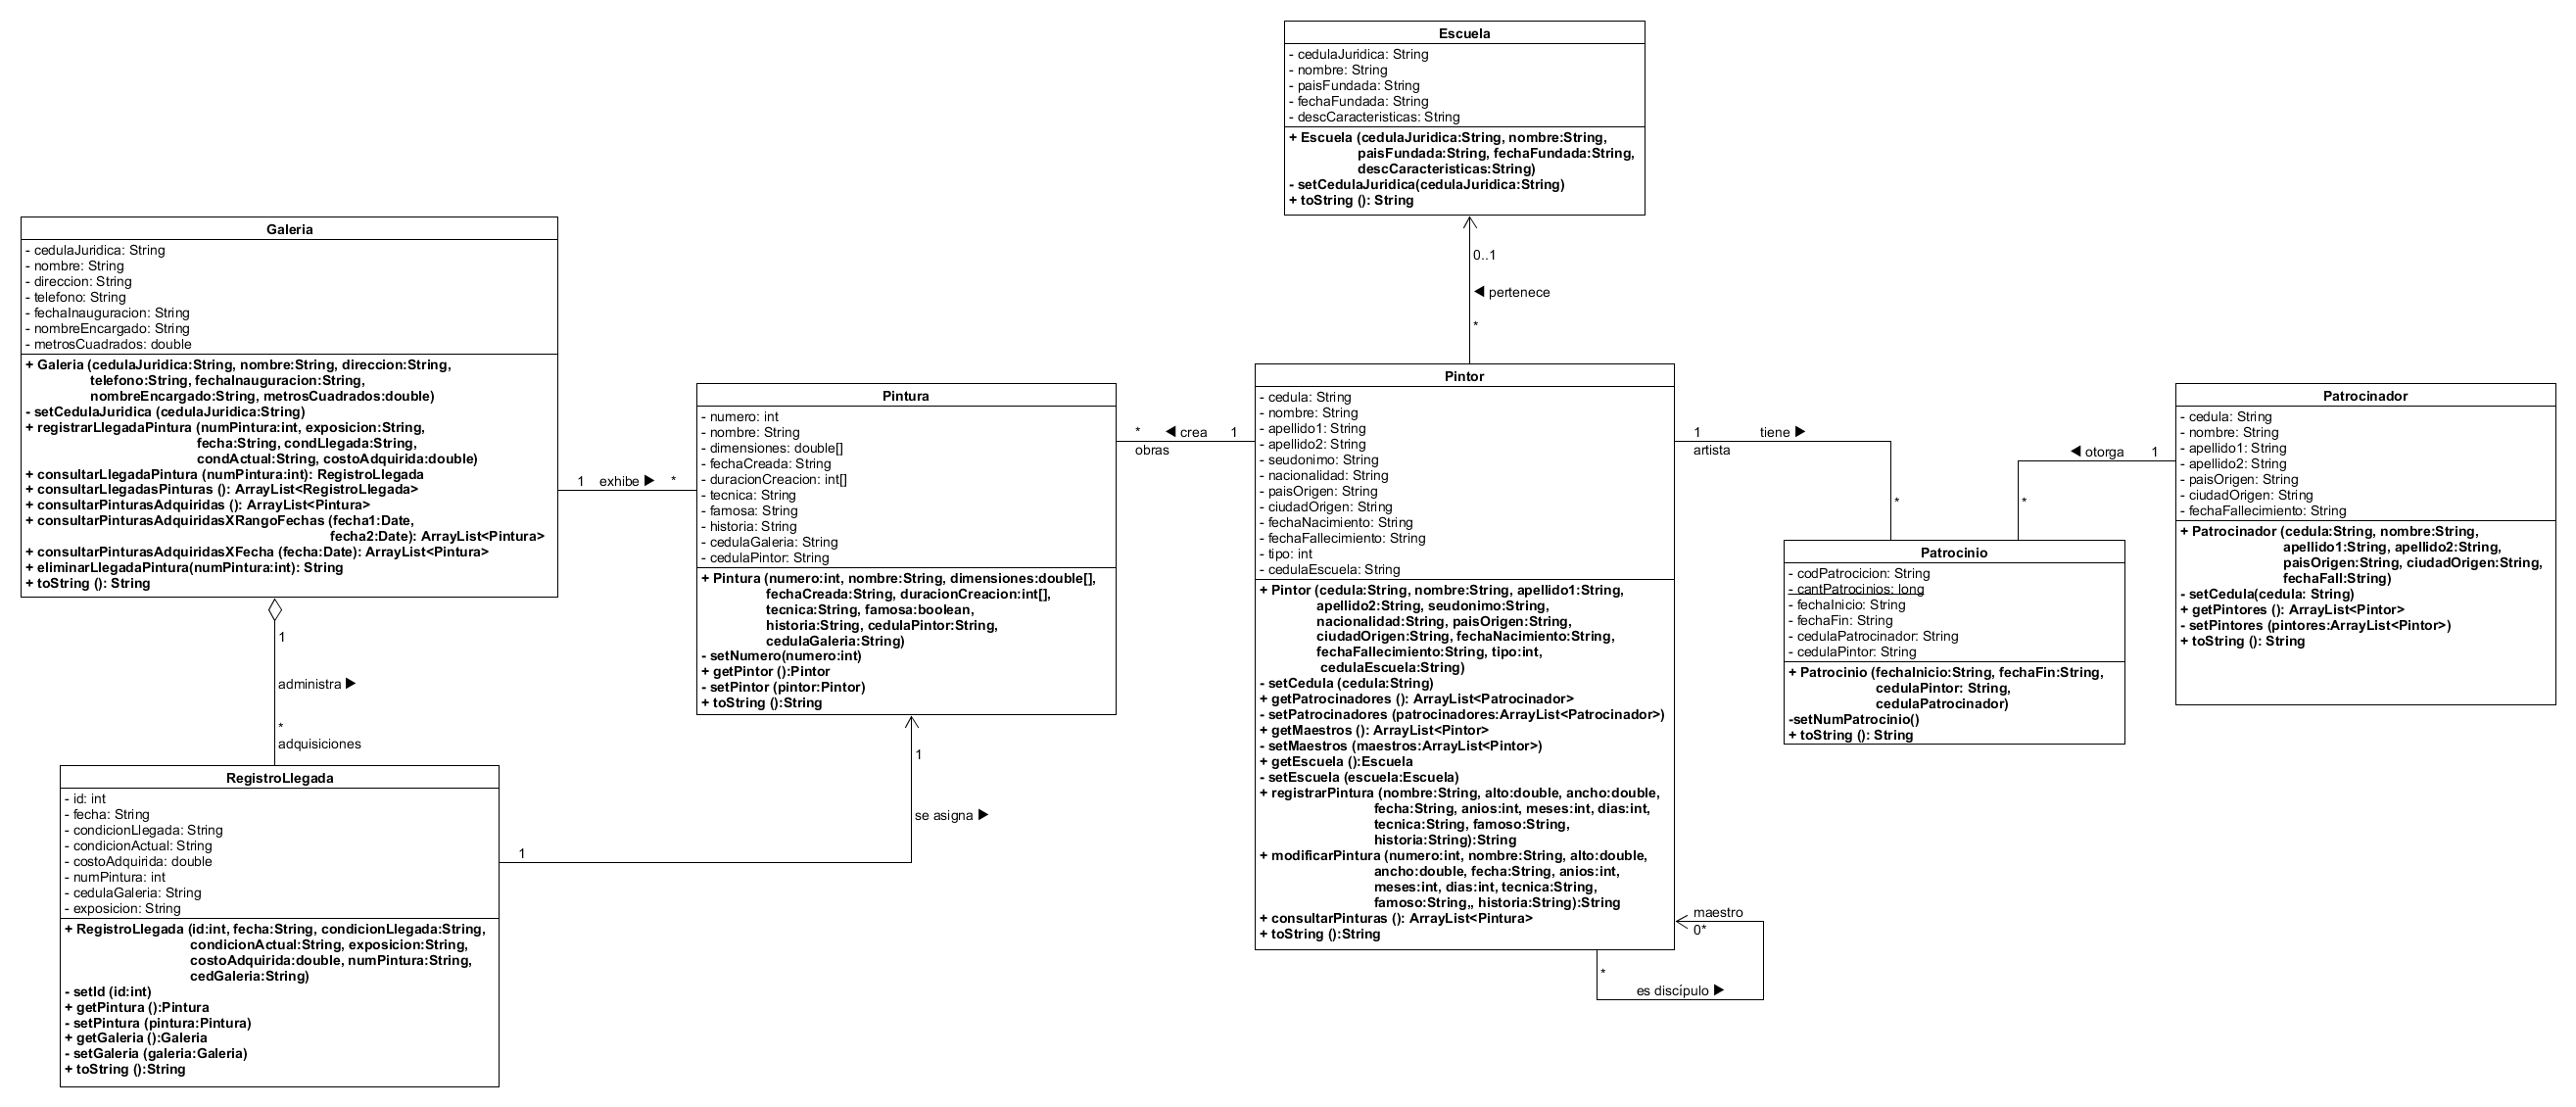 Escuela
- cedulaJuridica: String
- nombre: String
- paisFundada: String
- fechaFundada: String
- descCaracteristicas: String
+ Escuela (cedulaJuridica:String, nombre:String,
paisFundada:String, fechaFundada:String,
descCaracteristicas:String)
- setCedulaJuridica(cedulaJuridica:String)
+ toString (): String
0..1
◀ pertenece
*
Galeria
- cedulaJuridica: String
- nombre: String
- direccion: String
- telefono: String
- fechaInauguracion: String
- nombreEncargado: String
- metrosCuadrados: double
+ Galeria (cedulaJuridica:String, nombre:String, direccion:String,
telefono:String, fechaInauguracion:String,
nombreEncargado:String, metrosCuadrados:double)
- setCedulaJuridica (cedulaJuridica:String)
+ registrarLlegadaPintura (numPintura:int, exposicion:String,
fecha:String, condLlegada:String,
condActual:String, costoAdquirida:double)
+ consultarLlegadaPintura (numPintura:int): RegistroLlegada
+ consultarLlegadasPinturas (): ArrayList<RegistroLlegada>
+ consultarPinturasAdquiridas (): ArrayList<Pintura>
+ consultarPinturasAdquiridasXRangoFechas (fecha1:Date,
fecha2:Date): ArrayList<Pintura>
+ consultarPinturasAdquiridasXFecha (fecha:Date): ArrayList<Pintura>
+ eliminarLlegadaPintura(numPintura:int): String
+ toString (): String
1 exhibe ▶ *
1
administra ▶
*
adquisiciones
RegistroLlegada
- id: int
- fecha: String
- condicionLlegada: String
- condicionActual: String
- costoAdquirida: double
- numPintura: int
- cedulaGaleria: String
- exposicion: String
+ RegistroLlegada (id:int, fecha:String, condicionLlegada:String,
condicionActual:String, exposicion:String,
costoAdquirida:double, numPintura:String,
cedGaleria:String)
- setId (id:int)
+ getPintura ():Pintura
- setPintura (pintura:Pintura)
+ getGaleria ():Galeria
- setGaleria (galeria:Galeria)
+ toString ():String
Pintura
- numero: int
- nombre: String
- dimensiones: double[]
- fechaCreada: String
- duracionCreacion: int[]
- tecnica: String
- famosa: String
- historia: String
- cedulaGaleria: String
- cedulaPintor: String
+ Pintura (numero:int, nombre:String, dimensiones:double[],
fechaCreada:String, duracionCreacion:int[],
tecnica:String, famosa:boolean,
historia:String, cedulaPintor:String,
cedulaGaleria:String)
- setNumero(numero:int)
+ getPintor ():Pintor
- setPintor (pintor:Pintor)
+ toString ():String
1
se asigna ▶
1
* ◀ crea 1
obras
Pintor
- cedula: String
- nombre: String
- apellido1: String
- apellido2: String
- seudonimo: String
- nacionalidad: String
- paisOrigen: String
- ciudadOrigen: String
- fechaNacimiento: String
- fechaFallecimiento: String
- tipo: int
- cedulaEscuela: String
+ Pintor (cedula:String, nombre:String, apellido1:String,
apellido2:String, seudonimo:String,
nacionalidad:String, paisOrigen:String,
ciudadOrigen:String, fechaNacimiento:String,
fechaFallecimiento:String, tipo:int,
cedulaEscuela:String)
- setCedula (cedula:String)
+ getPatrocinadores (): ArrayList<Patrocinador>
- setPatrocinadores (patrocinadores:ArrayList<Patrocinador>)
+ getMaestros (): ArrayList<Pintor>
- setMaestros (maestros:ArrayList<Pintor>)
+ getEscuela ():Escuela
- setEscuela (escuela:Escuela)
+ registrarPintura (nombre:String, alto:double, ancho:double,
fecha:String, anios:int, meses:int, dias:int,
tecnica:String, famoso:String,
historia:String):String
+ modificarPintura (numero:int, nombre:String, alto:double,
ancho:double, fecha:String, anios:int,
meses:int, dias:int, tecnica:String,
famoso:String,, historia:String):String
+ consultarPinturas (): ArrayList<Pintura>
+ toString ():String
maestro
0*
*
es discípulo ▶
1 tiene ▶
artista
*
Patrocinio
- codPatrocicion: String
- cantPatrocinios: long
- fechaInicio: String
- fechaFin: String
- cedulaPatrocinador: String
- cedulaPintor: String
+ Patrocinio (fechaInicio:String, fechaFin:String,
cedulaPintor: String,
cedulaPatrocinador)
-setNumPatrocinio()
+ toString (): String
◀ otorga 1
*
Patrocinador
- cedula: String
- nombre: String
- apellido1: String
- apellido2: String
- paisOrigen: String
- ciudadOrigen: String
- fechaFallecimiento: String
+ Patrocinador (cedula:String, nombre:String,
apellido1:String, apellido2:String,
paisOrigen:String, ciudadOrigen:String,
fechaFall:String)
- setCedula(cedula: String)
+ getPintores (): ArrayList<Pintor>
- setPintores (pintores:ArrayList<Pintor>)
+ toString (): String